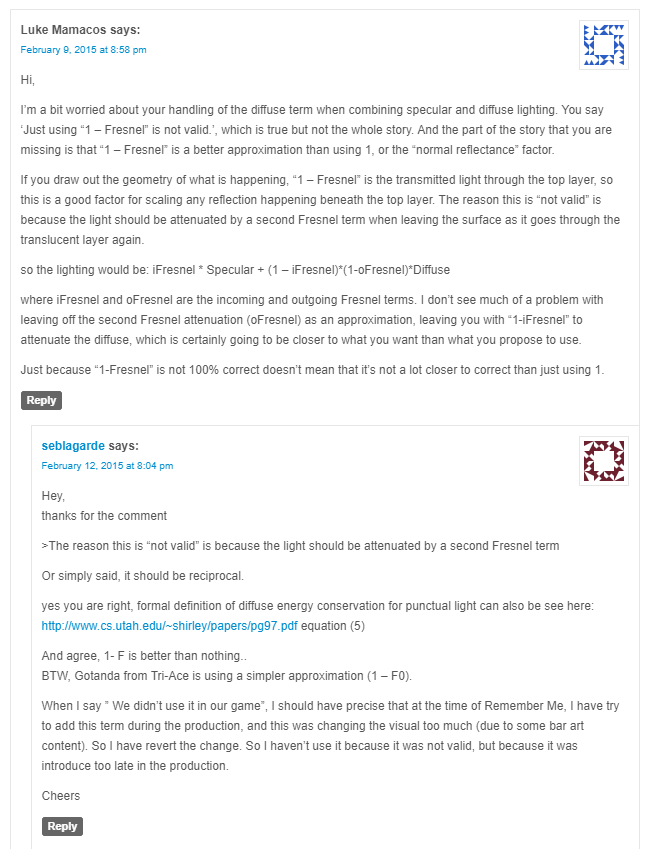 Luke Mamacos says:
February 9, 2015 at 8:58 pm
Hi,
I’m a bit worried about your handling of the diffuse term when combining specular and diffuse lighting. You say
‘Just using “1 – Fresnel” is not valid.’, which is true but not the whole story. And the part of the story that you are
missing is that “1 – Fresnel” is a better approximation than using 1, or the “normal reflectance” factor.
If you draw out the geometry of what is happening, “1 – Fresnel” is the transmitted light through the top layer, so
this is a good factor for scaling any reflection happening beneath the top layer. The reason this is “not valid” is
because the light should be attenuated by a second Fresnel term when leaving the surface as it goes through the
translucent layer again.
so the lighting would be: iFresnel * Specular + (1 – iFresnel)*(1-oFresnel)*Diffuse
where iFresnel and oFresnel are the incoming and outgoing Fresnel terms. I don’t see much of a problem with
leaving off the second Fresnel attenuation (oFresnel) as an approximation, leaving you with “1-iFresnel” to
attenuate the diffuse, which is certainly going to be closer to what you want than what you propose to use.
Just because “1-Fresnel” is not 100% correct doesn’t mean that it’s not a lot closer to correct than just using 1.
Reply
seblagarde says:
February 12, 2015 at 8:04 pm
Hey,
thanks for the comment
>The reason this is “not valid” is because the light should be attenuated by a second Fresnel term
Or simply said, it should be reciprocal.
yes you are right, formal definition of diffuse energy conservation for punctual light can also be see here:
http://www.cs.utah.edu/~shirley/papers/pg97.pdf equation (5)
And agree, 1- F is better than nothing..
BTW, Gotanda from Tri-Ace is using a simpler approximation (1 – F0).
When I say ” We didn’t use it in our game”, I should have precise that at the time of Remember Me, I have try
to add this term during the production, and this was changing the visual too much (due to some bar art
content). So I have revert the change. So I haven’t use it because it was not valid, but because it was
introduce too late in the production.
Cheers
Reply